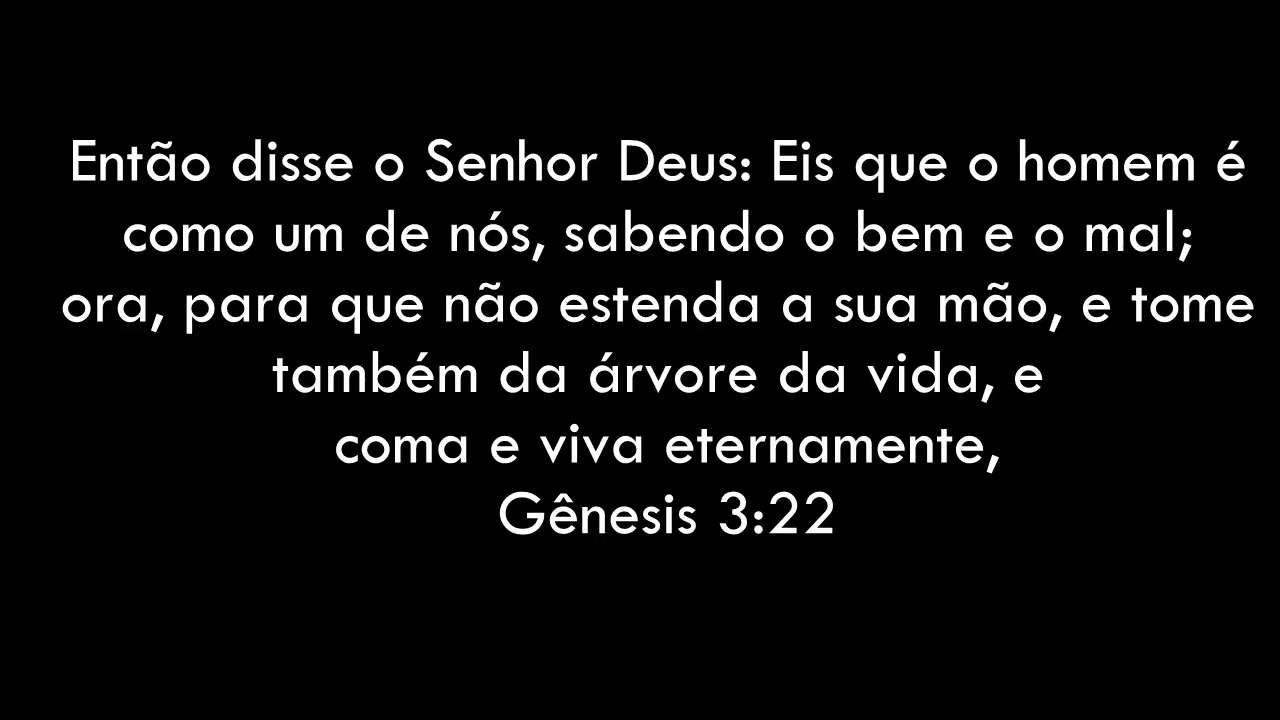 Então disse o Senhor Deus: Eis que o homem é
como um de nós, sabendo o bem e o mal;
ora, para que não estenda a sua mão, e tome
também da árvore da vida, e
coma e viva eternamente,
Gênesis 3:22